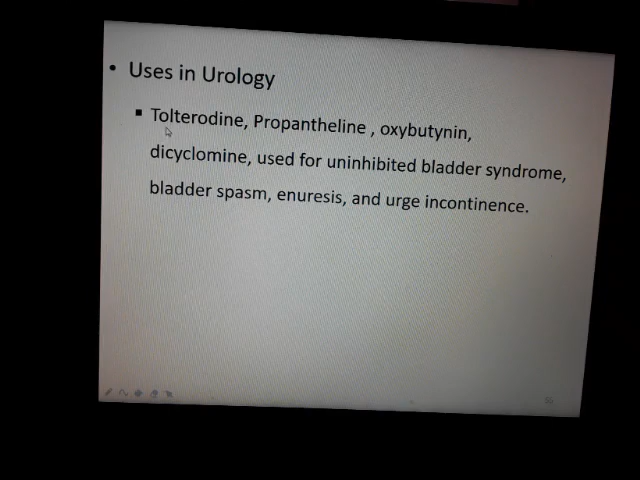 • Uses in Urology
▪ Tolterodine, Propantheline , oxybutynin,
dicyclomine, used for uninhibited bladder syndrome,
bladder spasm, enuresis, and urge incontinence.